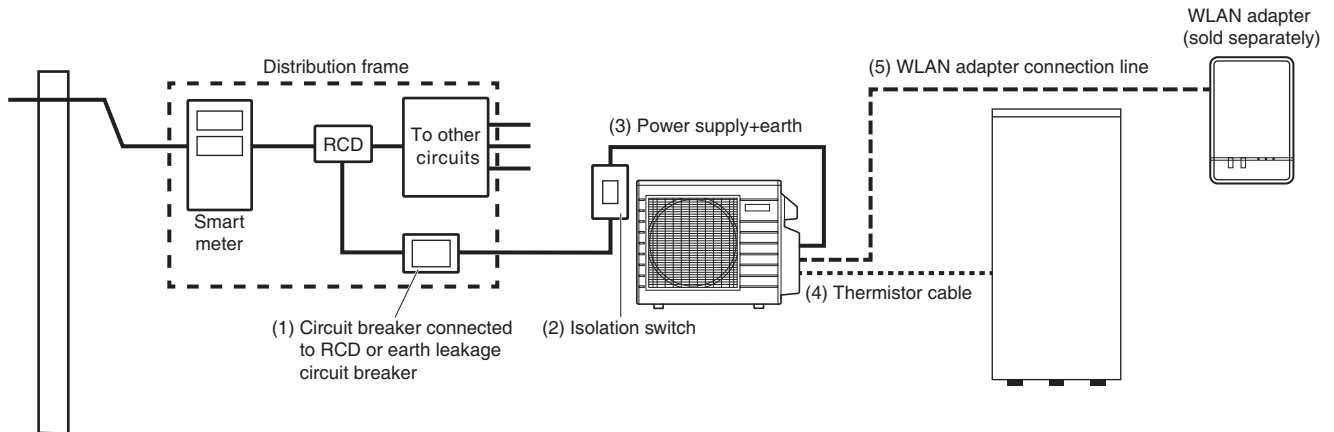 WLAN adapter
(sold separately)
Distribution frame
(5) WLAN adapter connection line
(3) Power supply+earth
RCD
To other
circuits
Smart
meter
(4) Thermistor cable
(1) Circuit breaker connected
to RCD or earth leakage
circuit breaker
(2) Isolation switch